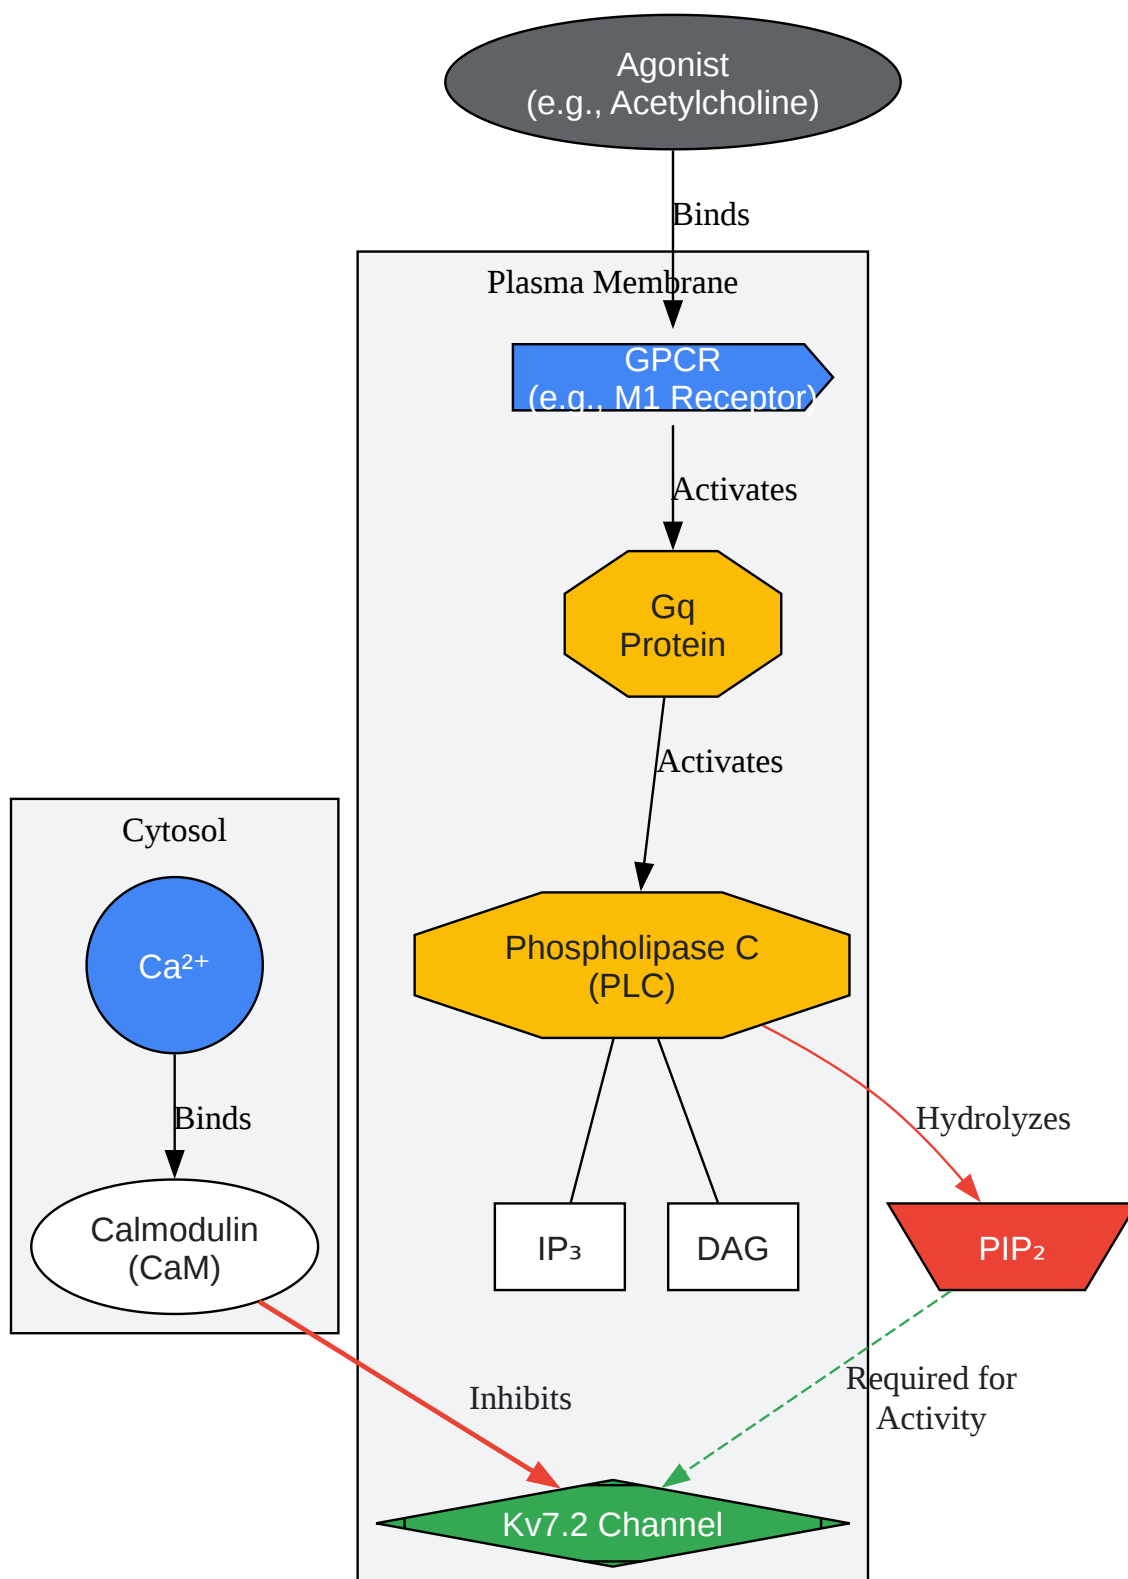 Agonist
(e.g., Acetylcholine)
Binds
Plasma Membrane
GPCR
(e.g., M1 Receptor)
Activates
Gq
Protein
Activates
Cytosol
Ca²⁺
Phospholipase C
(PLC)
Binds
Hydrolyzes
Calmodulin
(CaM)
IP₃
DAG
PIP₂
Inhibits
Required for
Activity
Kv7.2 Channel